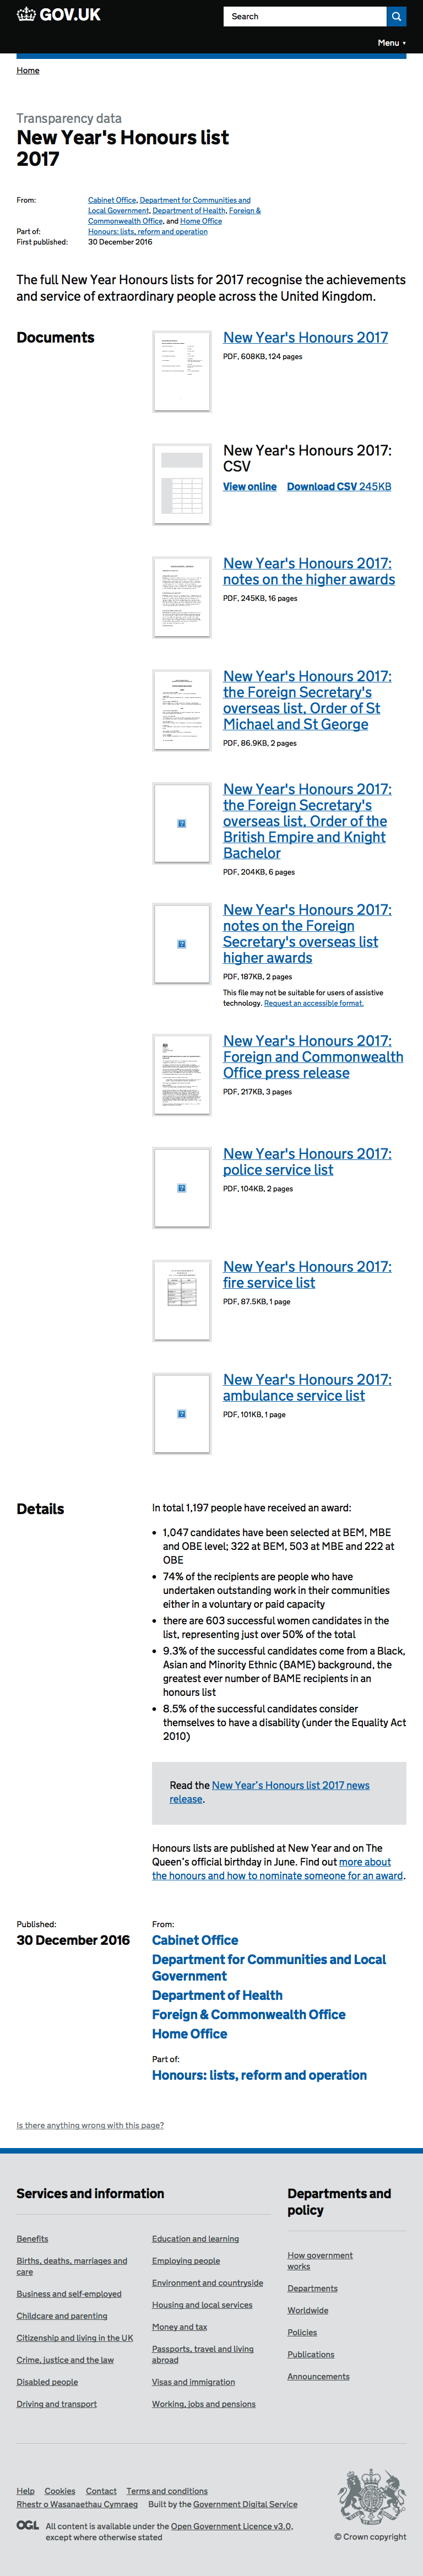 GOV.UK
Search
Menu
Home
Transparency data
New Year's Honours list
2017
From:
Cabinet Office, Department for Communities and
Local Government, Department of Health, Foreign &
Commonwealth Office, and Home Office
Part of:
Honours: lists, reform and operation
First published:
30 December 2016
The full New Year Honours lists for 2017 recognise the achievements
and service of extraordinary people across the United Kingdom.
Documents
New Year's Honours 2017
PDF, 608KB, 124 pages
New Year's Honours 2017:
CSV
View online Download CSV 245KB
New Year's Honours 2017:
notes on the higher awards
PDF, 245KB, 16 pages
New Year's Honours 2017:
the Foreign Secretary's
overseas list, Order of St
Michael and St George
PDF, 86.9KB, 2 pages
New Year's Honours 2017:
the Foreign Secretary's
overseas list, Order of the
British Empire and Knight
Bachelor
PDF, 204KB, 6 pages
New Year's Honours 2017:
notes on the Foreign
Secretary's overseas list
higher awards
PDF, 187KB, 2 pages
This file may not be suitable for users of assistive
technology. Request an accessible format.
New Year's Honours 2017:
Foreign and Commonwealth
Office press release
PDF, 217KB, 3 pages
New Year's Honours 2017:
police service list
PDF, 104KB, 2 pages
New Year's Honours 2017:
fire service list
PDF, 87.5KB, 1 page
New Year's Honours 2017:
ambulance service list
PDF, 101KB, 1 page
Details
In total 1,197 people have received an award:
• 1,047 candidates have been selected at BEM, MBE
and OBE level; 322 at BEM, 503 at MBE and 222 at
OBE
• 74% of the recipients are people who have
undertaken outstanding work in their communities
either in a voluntary or paid capacity
• there are 603 successful women candidates in the
list, representing just over 50% of the total
• 9.3% of the successful candidates come from a Black,
Asian and Minority Ethnic (BAME) background, the
greatest ever number of BAME recipients in an
honours list
• 8.5% of the successful candidates consider
themselves to have a disability (under the Equality Act
2010)
Read the New Year's Honours list 2017 news
release.
Honours lists are published at New Year and on The
Queen's official birthday in June. Find out more about
the honours and how to nominate someone for an award.
Published:
30 December 2016
From:
Cabinet Office
Department for Communities and Local
Government
Department of Health
Foreign & Commonwealth Office
Home Office
Part of:
Honours: lists, reform and operation
Is there anything wrong with this page?
Services and information
Benefits
Births, deaths, marriages and
care
Business and self-employed
Childcare and parenting
Citizenship and living in the UK
Crime, justice and the law
Disabled people
Driving and transport
Education and learning
Employing people
Environment and countryside
Housing and local services
Money and tax
Passports, travel and living
abroad
Visas and immigration
Working, jobs and pensions
Departments and
policy
How government
works
Departments
Worldwide
Policies
Publications
Announcements
Help Cookies Contact Terms and conditions
Rhestr o Wasanaethau Cymraeg Built by the Government Digital Service
OGL
All content is available under the Open Government Licence v3.0,
except where otherwise stated
© Crown copyright